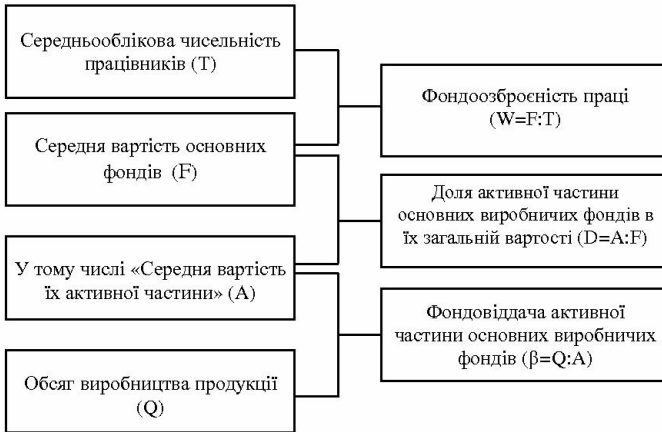 Середньооблікова чисельність
працівників (T)
Середня вартість основних
фондів (F)
У тому числі «Середня вартість
їх активної частини» (A)
Обсяг виробництва продукції
(Q)
Фондоозброєність праці
(W=F:T)
Доля активної частини
основних виробничих фондів в
їх загальній вартості (D=A:F)
Фондовіддача активної
частини основних виробничих
фондів (β=Q:A)